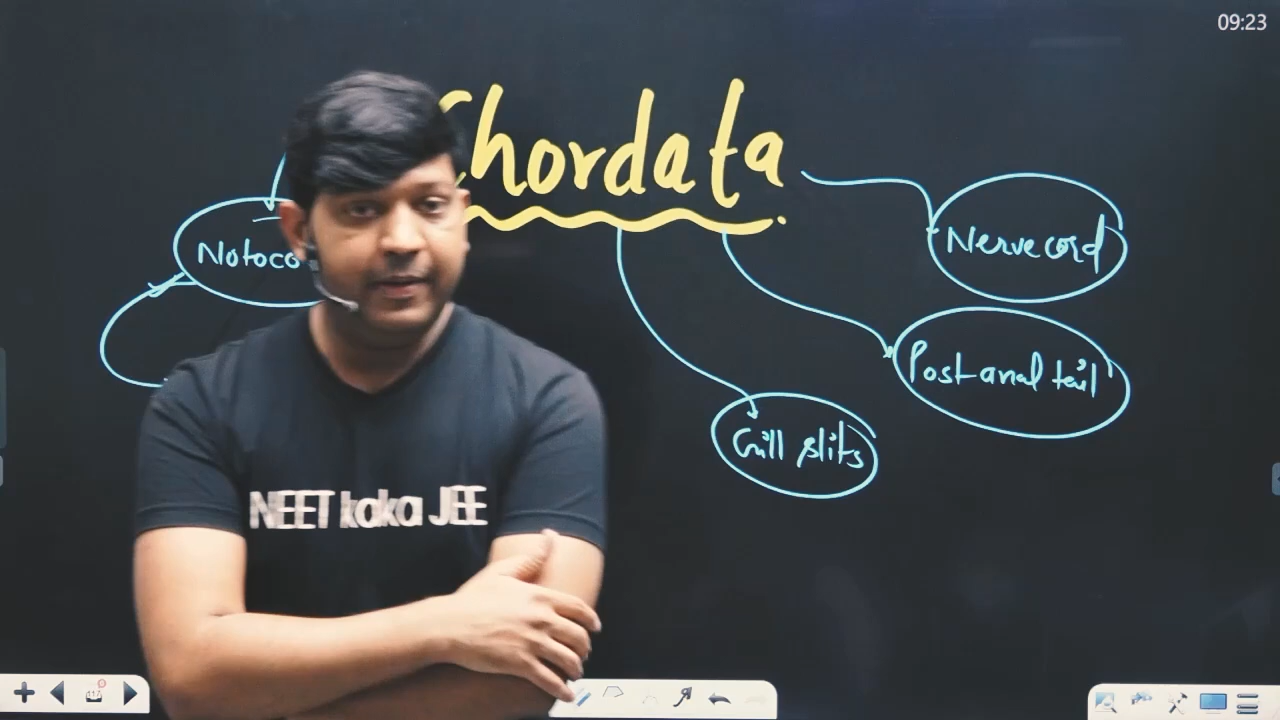 09:23
Chordata
Notoco
Nerve cord
Post anal tail
Gill slits
NEET kaka JEE